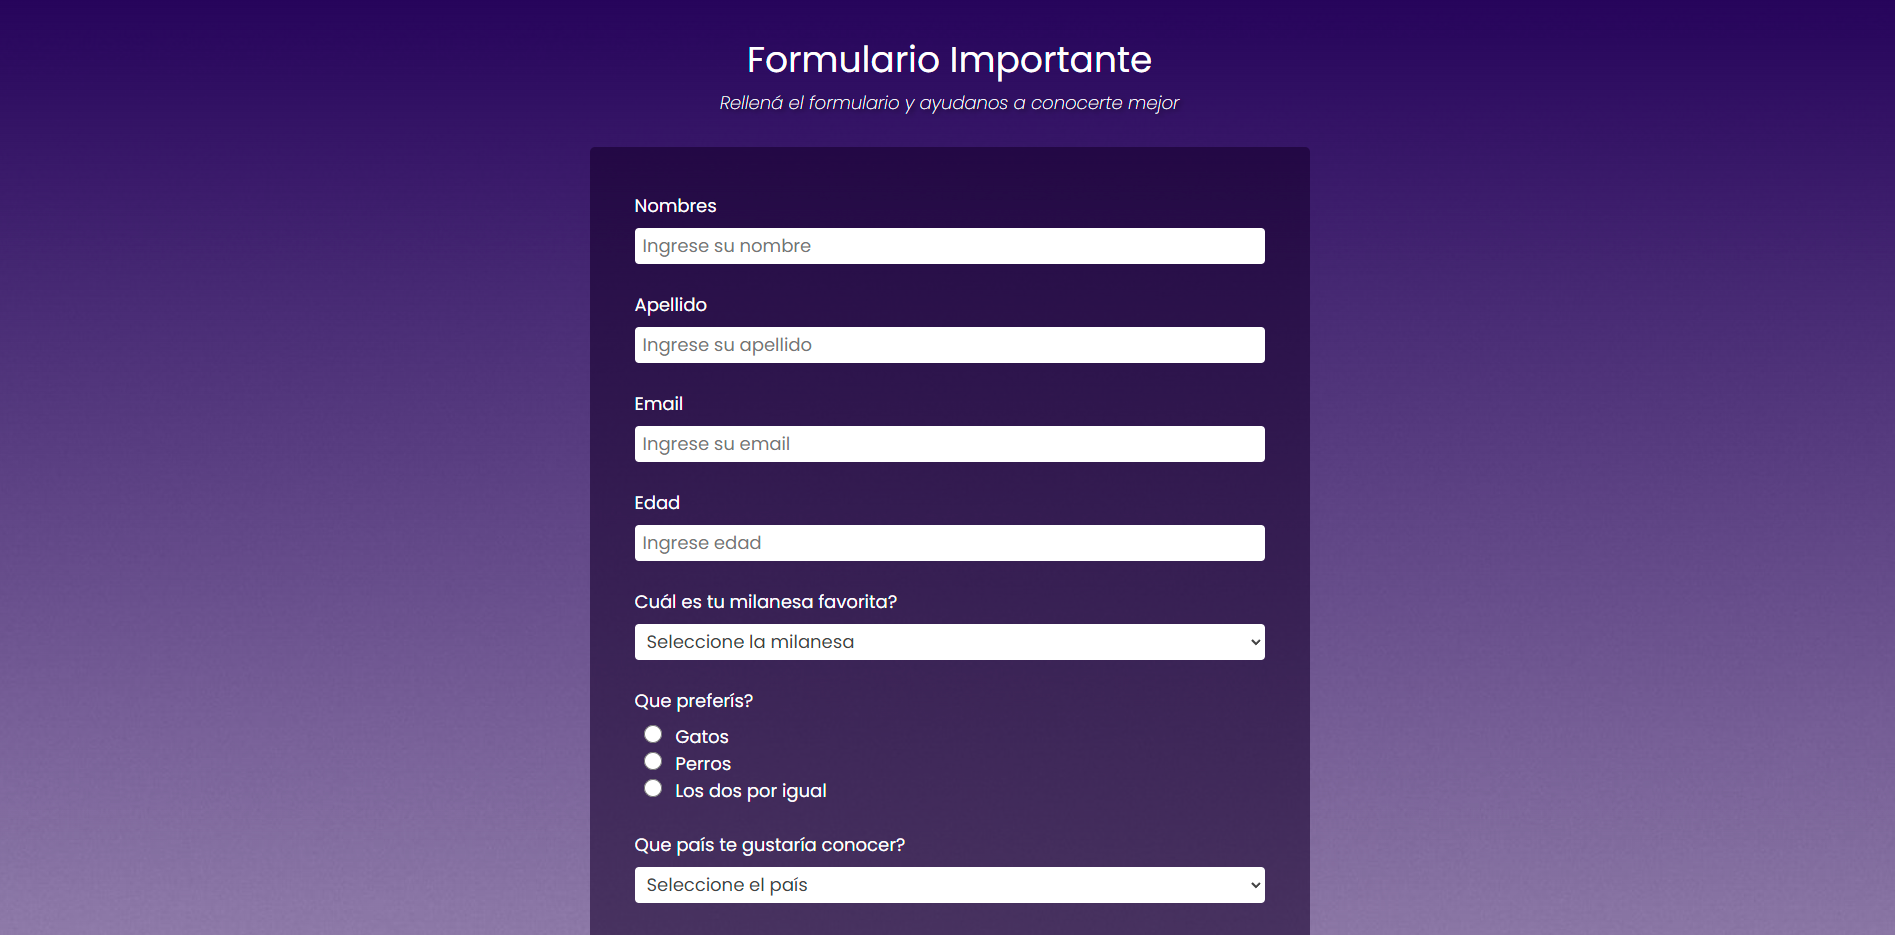 Formulario Importante
Rellená el formulario y ayudanos a conocerte mejor
Nombres
Ingrese su nombre
Apellido
Ingrese su apellido
Email
Ingrese su email
Edad
Ingrese edad
Cuál es tu milanesa favorita?
Seleccione la milanesa
Que preferís?
Gatos
Perros
Los dos por igual
Que país te gustaría conocer?
Seleccione el país